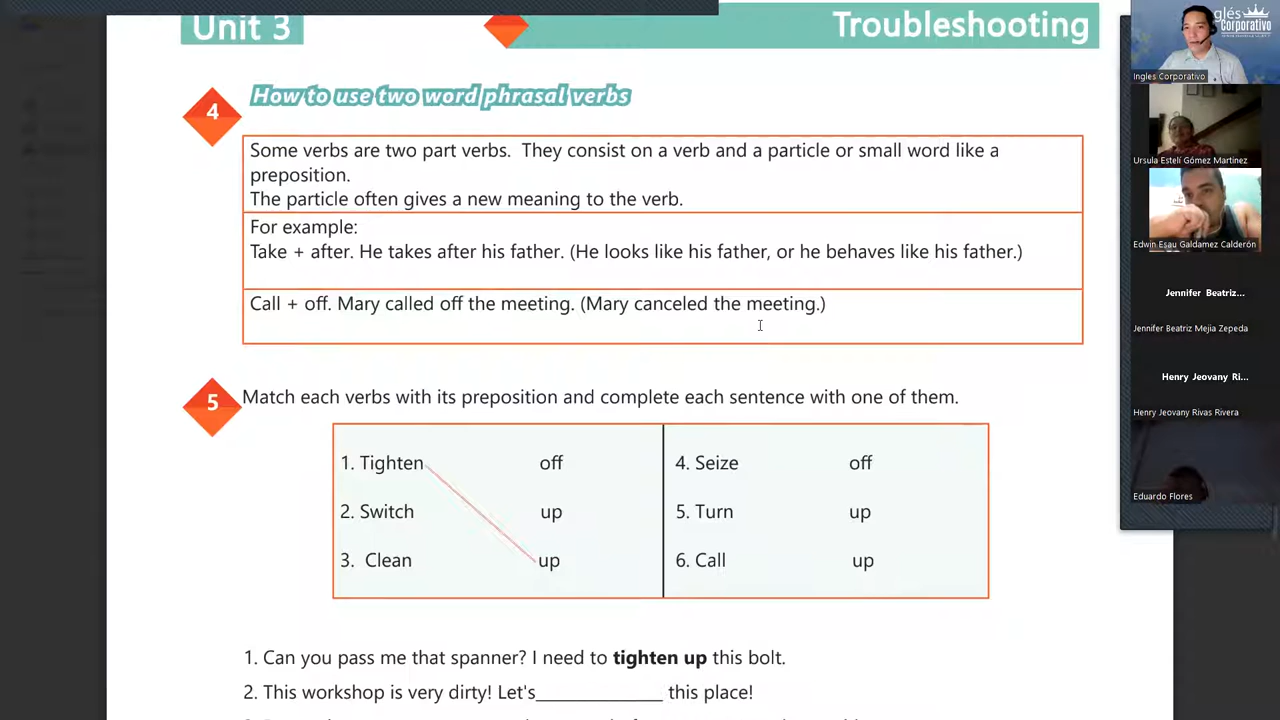 Unit 3
Troubleshooting
4
How to use two word phrasal verbs
Some verbs are two part verbs. They consist on a verb and a particle or small word like a
preposition.
The particle often gives a new meaning to the verb.
For example:
Take + after. He takes after his father. (He looks like his father, or he behaves like his father.)
Call + off. Mary called off the meeting. (Mary canceled the meeting.)
5
Match each verbs with its preposition and complete each sentence with one of them.
1. Tighten off
2. Switch up
3. Clean up
4. Seize off
5. Turn up
6. Call up
1. Can you pass me that spanner? I need to tighten up this bolt.
2. This workshop is very dirty! Let's____________ this place!
glés
Corporativo
Ingles Corporativo
Ursula Estelí Gómez Martínez
Edwin Esau Galdamez Calderón
Jennifer Beatriz...
Jennifer Beatriz Mejia Zepeda
Henry Jeovany Ri...
Henry Jeovany Rivas Rivera
Eduardo Flores